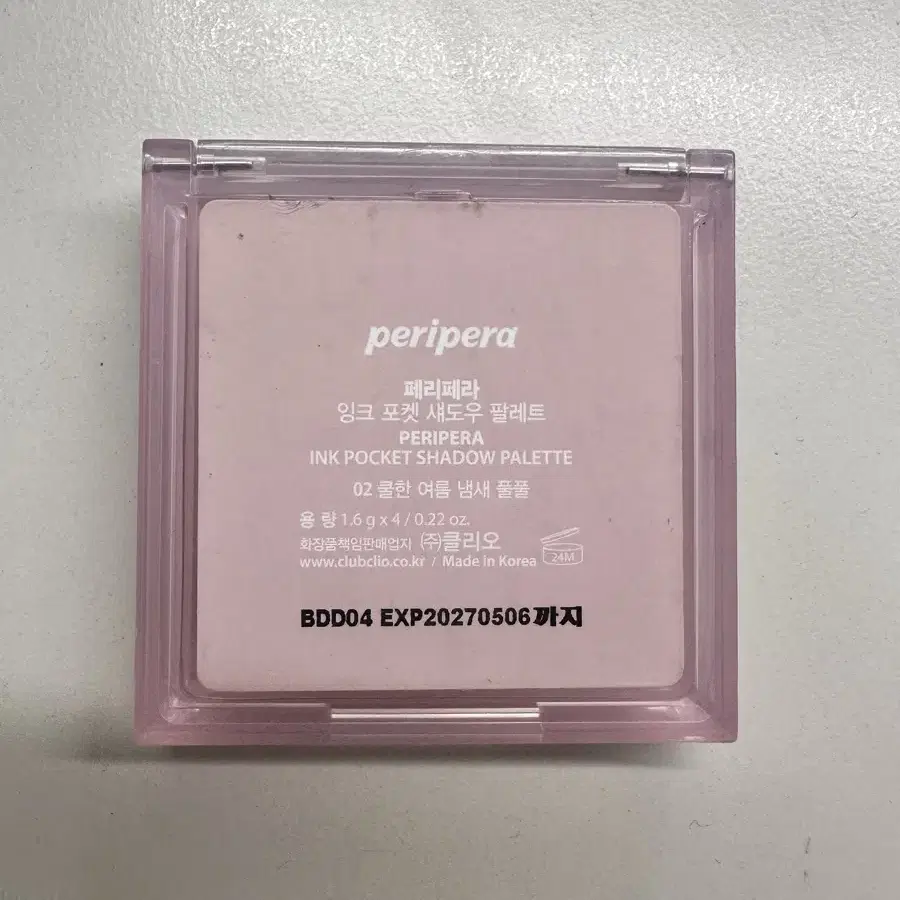 peripera
페리페라
잉크 포켓 섀도우 팔레트
PERIPERA
INK POCKET SHADOW PALETTE
02 쿨한 여름 냄새 풀풀
용 량 1.6 g x 4 / 0.22 oz.
화장품책임판매업자 ㈜클리오
www.clubclio.co.kr / Made in Korea
24M
BDD04 EXP20270506까지